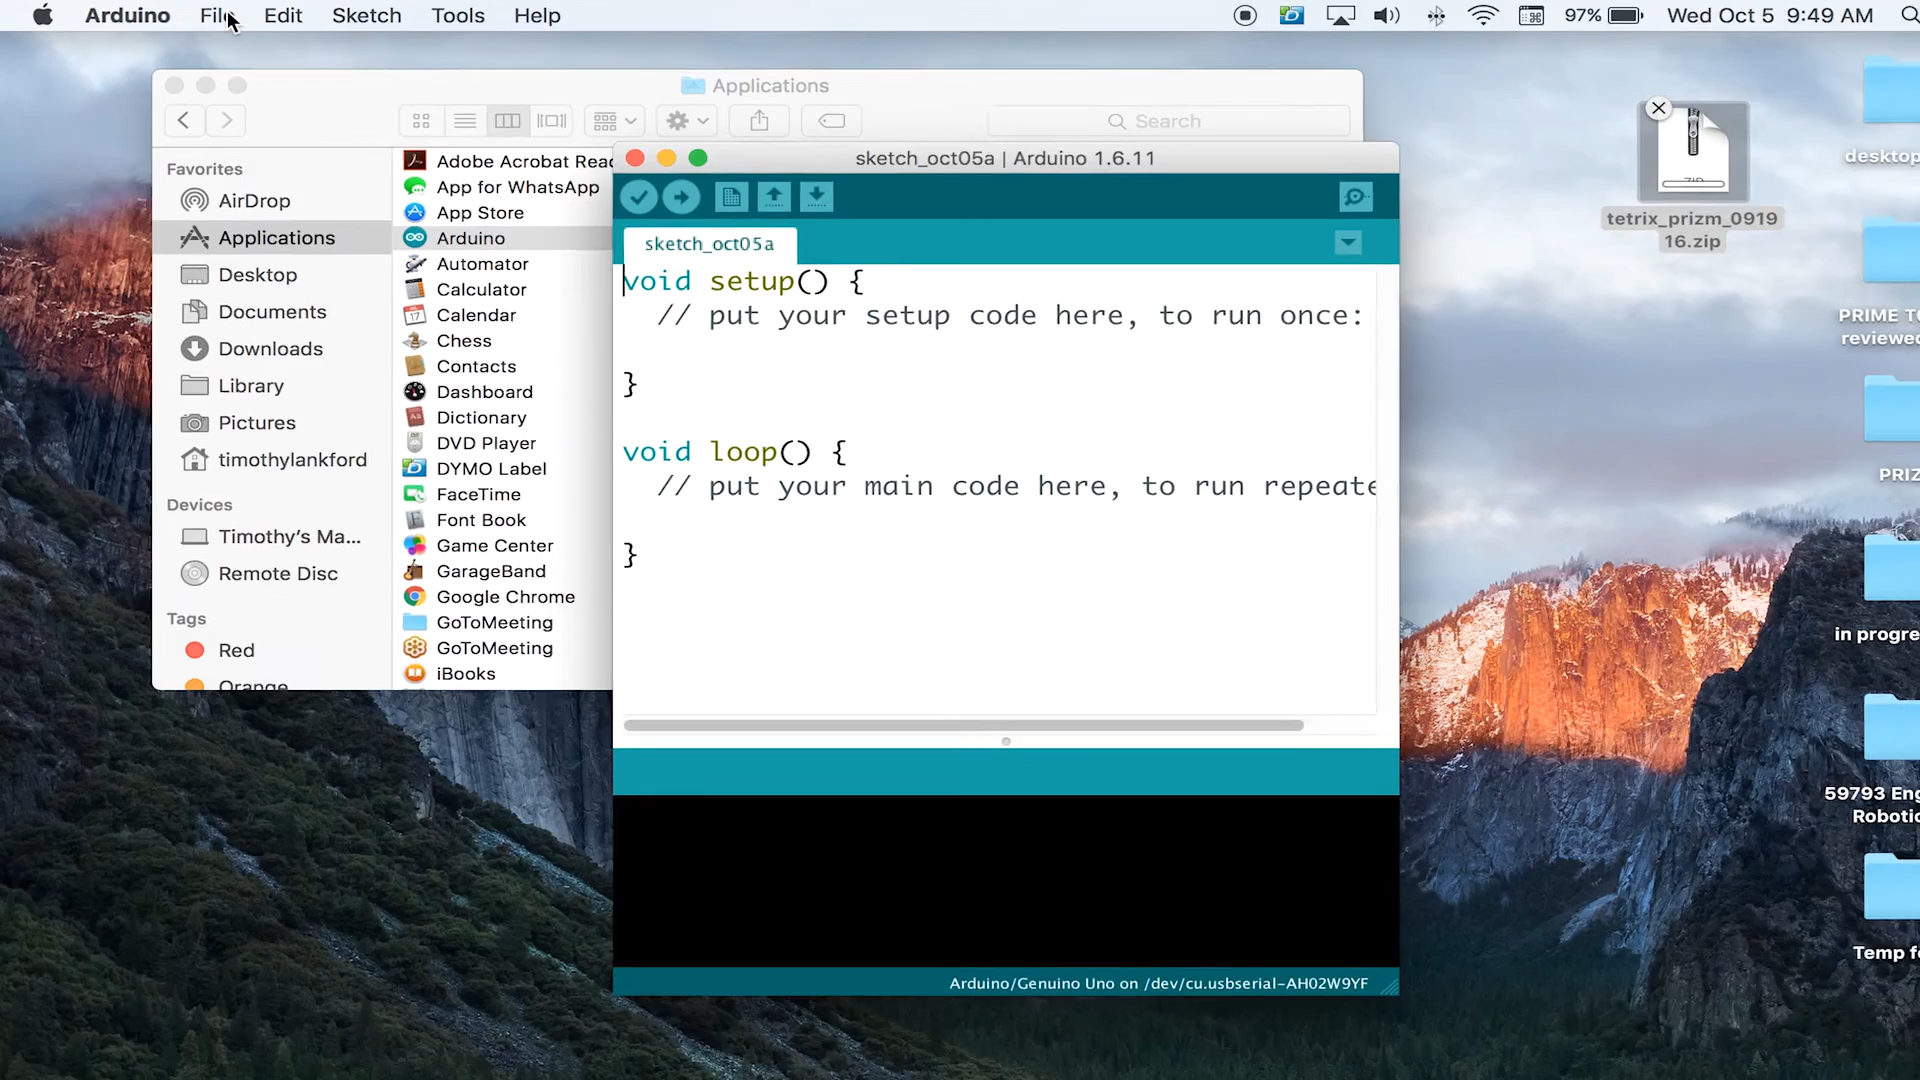 Arduino File Edit Sketch Tools Help 97% Wed Oct 5 9:49 AM
Applications
Search
Favorites
AirDrop
Applications
Desktop
Documents
Downloads
Library
Pictures
timothylankford
Devices
Timothy's Ma...
Remote Disc
Tags
Red
Orange
Adobe Acrobat Read
App for WhatsApp
App Store
Arduino
Automator
Calculator
Calendar
Chess
Contacts
Dashboard
Dictionary
DVD Player
DYMO Label
FaceTime
Font Book
Game Center
GarageBand
Google Chrome
GoToMeeting
GoToMeeting
iBooks
sketch_oct05a | Arduino 1.6.11
sketch_oct05a
void setup() {
// put your setup code here, to run once:
}
void loop() {
// put your main code here, to run repeate
}
Arduino/Genuino Uno on /dev/cu.usbserial-AH02W9YF
ZIP
tetrix_prizm_0919
16.zip
desktop
PRIME TO
reviewed
PRIZ
in progre
59793 Eng
Robotic
Temp fo